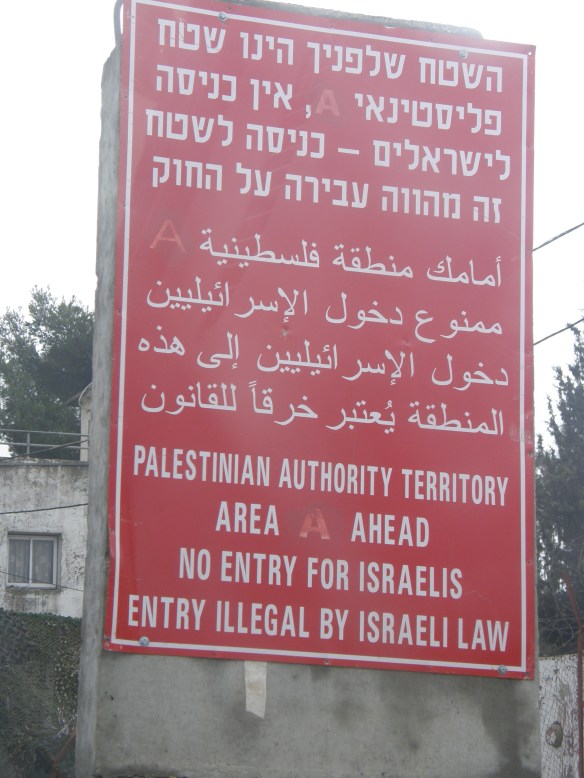 השטח שלפניך הינו שטח
פליסטינאי A, אין כניסה
לישראלים – כניסה לשטח
זה מהווה עבירה על החוק
أمامك منطقة فلسطينية A
ممنوع دخول الإسرائيليين
دخول الإسرائيليين إلى هذه
المنطقة يُعتبر خرقاً للقانون
PALESTINIAN AUTHORITY TERRITORY
AREA A AHEAD
NO ENTRY FOR ISRAELIS
ENTRY ILLEGAL BY ISRAELI LAW